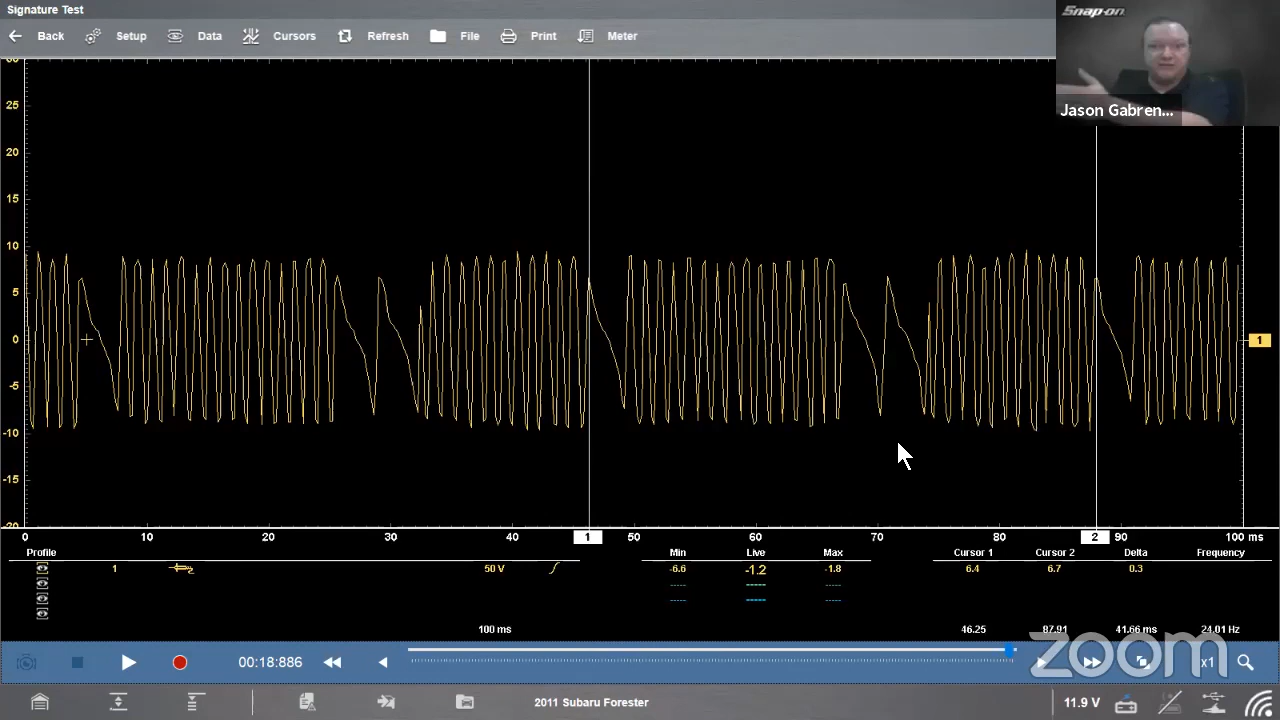 Signature Test
Snap-on
Back Setup Data Cursors Refresh File Print Meter
Jason Gabren...
30
25
20
15
10
5
0
-5
-10
-15
-20
1
0 10 20 30 40 1 50 60 70 80 2 90 100 ms
Profile Min Live Max Cursor 1 Cursor 2 Delta Frequency
1 50 V -6.6 -1.2 -1.8 6.4 6.7 0.3
----- ----- -----
----- ----- -----
100 ms 46.25 87.91 41.66 ms 24.01 Hz
00:18:886 x1
zoom
2011 Subaru Forester 11.9 V